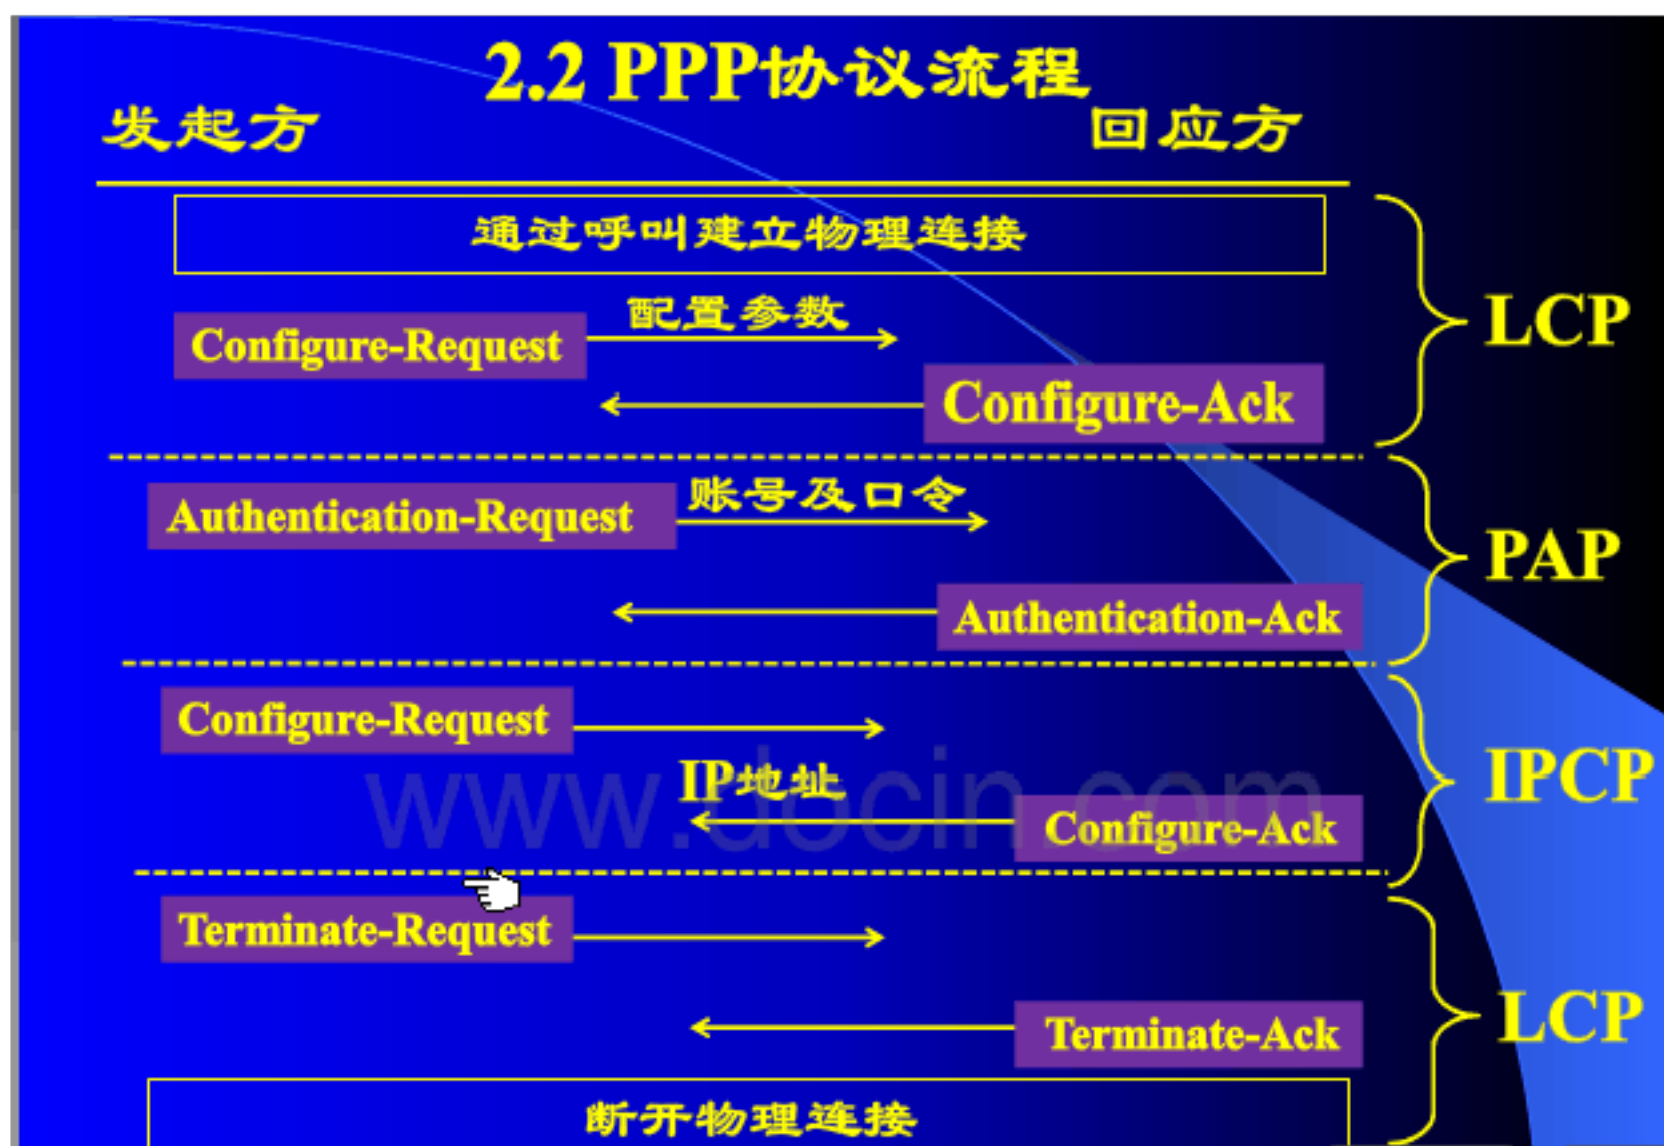 2.2 PPP协议流程
发起方
回应方
通过呼叫建立物理连接
配置参数
Configure-Request
Configure-Ack
LCP
账号及口令
Authentication-Request
Authentication-Ack
PAP
Configure-Request
IP地址
Configure-Ack
IPCP
www.docin.com
Terminate-Request
Terminate-Ack
LCP
断开物理连接